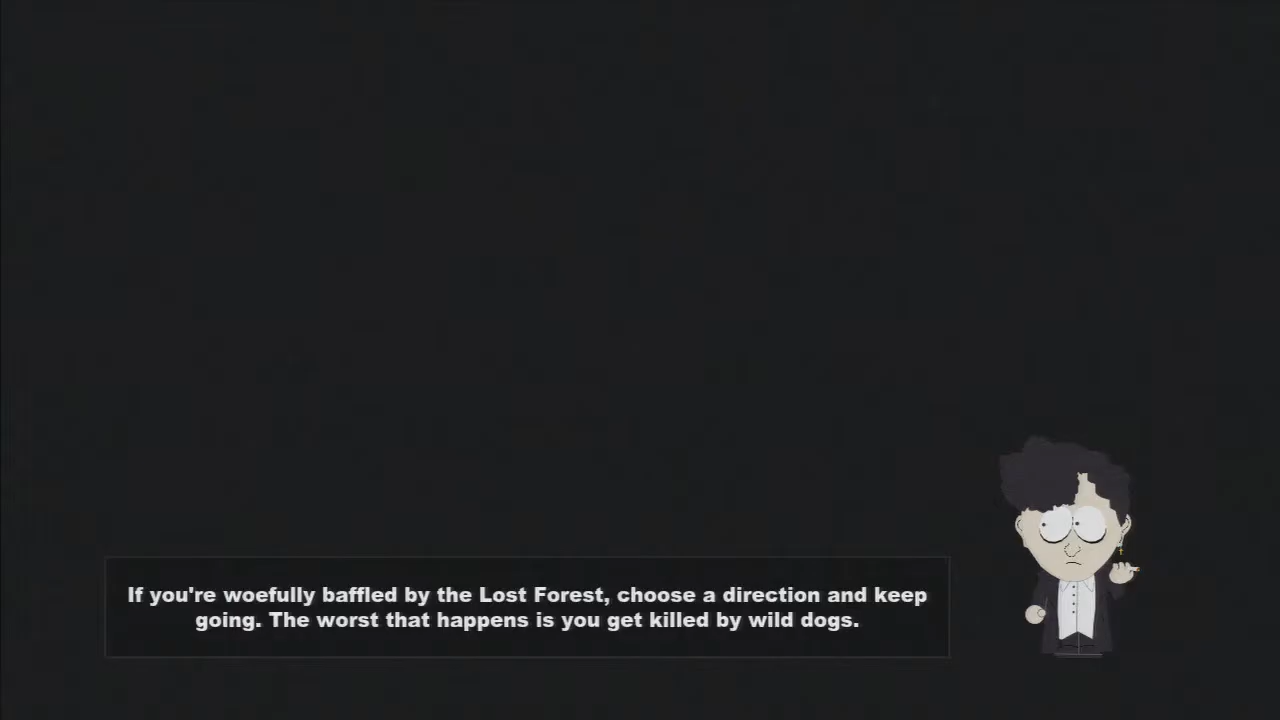 If you're woefully baffled by the Lost Forest, choose a direction and keep
going. The worst that happens is you get killed by wild dogs.